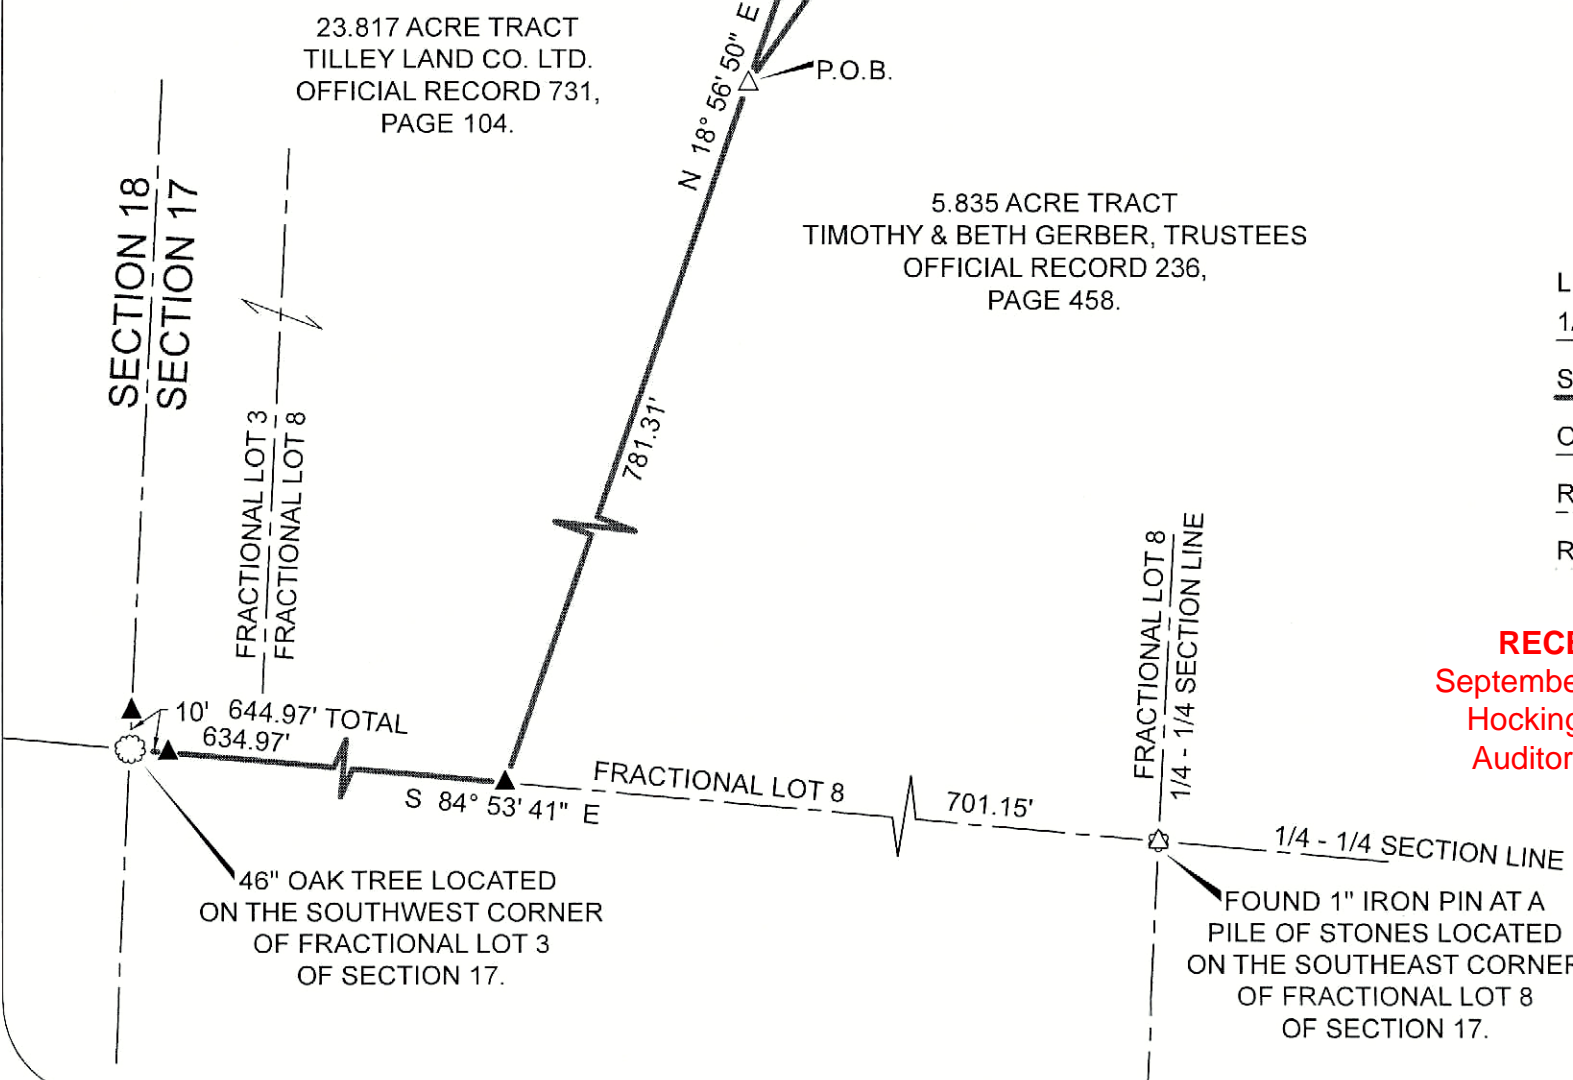 23.817 ACRE TRACT
TILLEY LAND CO. LTD.
OFFICIAL RECORD 731,
PAGE 104.
N 18° 56' 50" E
P.O.B.
SECTION 18
SECTION 17
5.835 ACRE TRACT
TIMOTHY & BETH GERBER, TRUSTEES
OFFICIAL RECORD 236,
PAGE 458.
L
1/
S
O
R
R
FRACTIONAL LOT 3
FRACTIONAL LOT 8
781.31'
FRACTIONAL LOT 8
1/4 - 1/4 SECTION LINE
RECE
Septembe
Hocking
Auditor
10' 644.97' TOTAL
634.97'
S 84° 53' 41" E
FRACTIONAL LOT 8
701.15'
1/4 - 1/4 SECTION LINE
46" OAK TREE LOCATED
ON THE SOUTHWEST CORNER
OF FRACTIONAL LOT 3
OF SECTION 17.
FOUND 1" IRON PIN AT A
PILE OF STONES LOCATED
ON THE SOUTHEAST CORNER
OF FRACTIONAL LOT 8
OF SECTION 17.